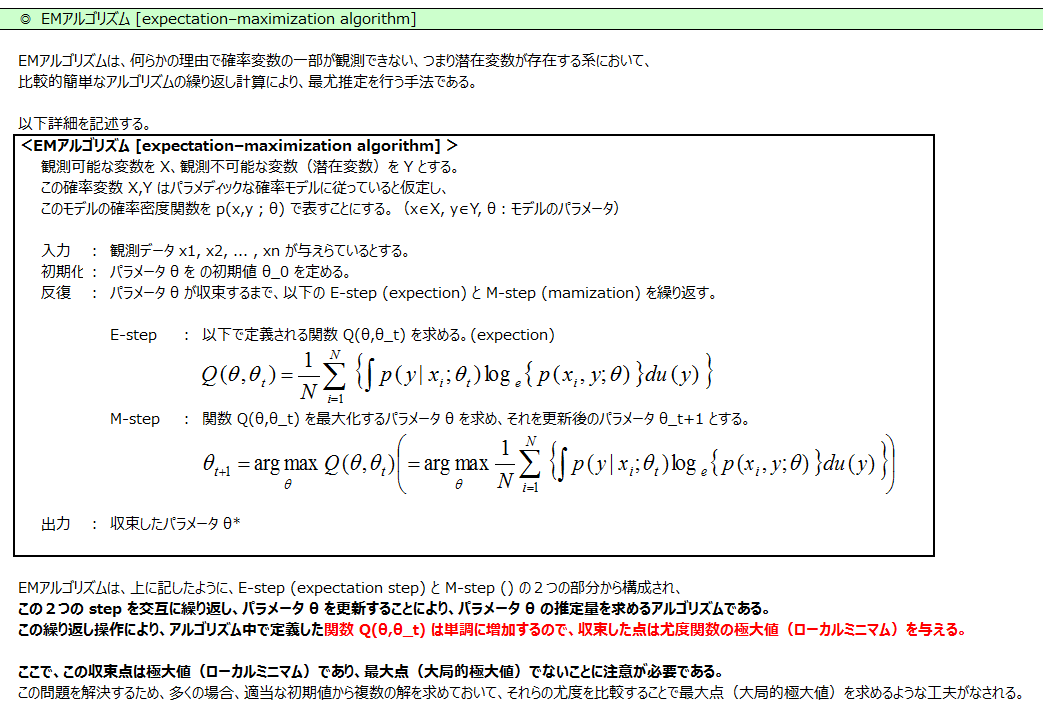 ◎ EMアルゴリズム [expectation–maximization algorithm]
EMアルゴリズムは、何らかの理由で確率変数の一部が観測できない、つまり潜在変数が存在する系において、
比較的簡単なアルゴリズムの繰り返し計算により、最尤推定を行う手法である。
以下詳細を記述する。
＜EMアルゴリズム [expectation–maximization algorithm] ＞
観測可能な変数を X、観測不可能な変数（潜在変数）を Y とする。
この確率変数 X,Y はパラメディックな確率モデルに従っていると仮定し、
このモデルの確率密度関数を p(x,y ; θ) で表すことにする。（x∈X, y∈Y, θ：モデルのパラメータ）
入力 ： 観測データ x1, x2, ... , xn が与えらているとする。
初期化 ： パラメータ θ を の初期値 θ_0 を定める。
反復 ： パラメータ θ が収束するまで、以下の E-step (expection) と M-step (mamization) を繰り返す。
E-step ： 以下で定義される関数 Q(θ,θ_t) を求める。(expection)
Q(θ,θ_t) = 1/N ∑_{i=1}^{N} { ∫ p(y | x_i;θ_t) log_e { p(x_i, y;θ) } du(y) }
M-step ： 関数 Q(θ,θ_t) を最大化するパラメータ θ を求め、それを更新後のパラメータ θ_t+1 とする。
θ_{t+1} = arg max_θ Q(θ,θ_t) ( = arg max_θ 1/N ∑_{i=1}^{N} { ∫ p(y | x_i;θ_t) log_e { p(x_i, y;θ) } du(y) } )
出力 ： 収束したパラメータ θ*
EMアルゴリズムは、上に記したように、E-step (expectation step) と M-step () の２つの部分から構成され、
この２つの step を交互に繰り返し、パラメータ θ を更新することにより、パラメータ θ の推定量を求めるアルゴリズムである。
この繰り返し操作により、アルゴリズム中で定義した関数 Q(θ,θ_t) は単調に増加するので、収束した点は尤度関数の極大値（ローカルミニマム）を与える。
ここで、この収束点は極大値（ローカルミニマム）であり、最大点（大局的極大値）でないことに注意が必要である。
この問題を解決するため、多くの場合、適当な初期値から複数の解を求めておいて、それらの尤度を比較することで最大点（大局的極大値）を求めるような工夫がなされる。